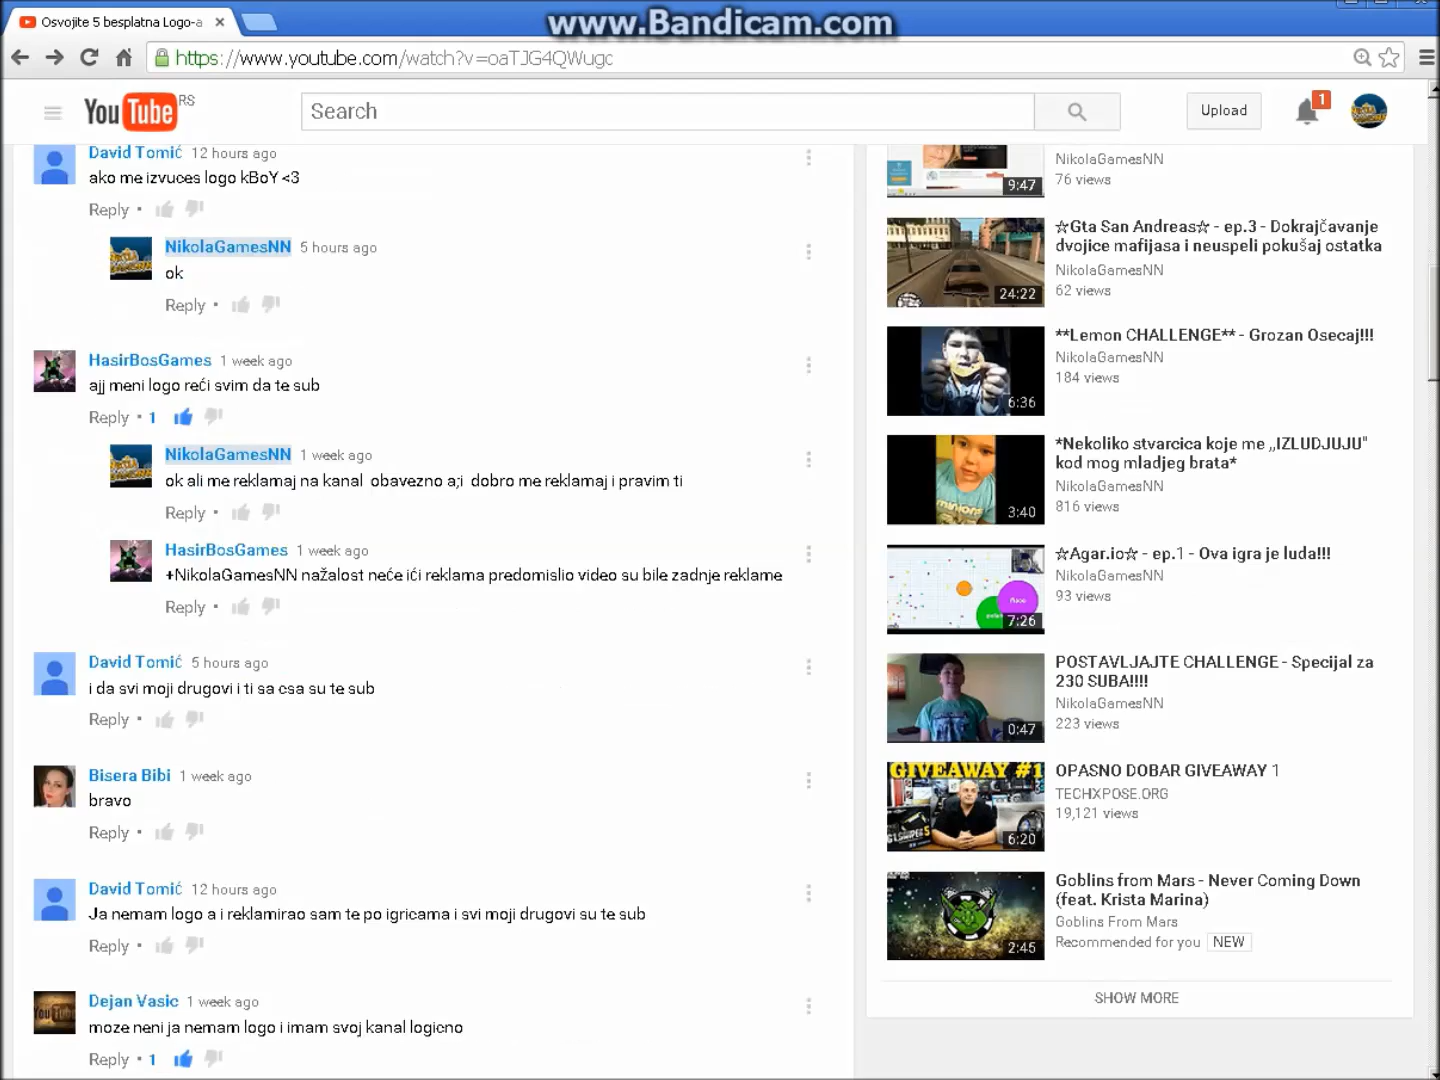 www.Bandicam.com
Osvojite 5 besplatna Logo-a
https://www.youtube.com/watch?v=oaTJG4QWugc
YouTube RS
Search
Upload
1
David Tomić 12 hours ago
ako me izvuces logo kBoY <3
Reply •
NikolaGamesNN 5 hours ago
ok
Reply •
HasirBosGames 1 week ago
ajj meni logo reći svim da te sub
Reply • 1
NikolaGamesNN 1 week ago
ok ali me reklamaj na kanal obavezno a;i dobro me reklamaj i pravim ti
Reply •
HasirBosGames 1 week ago
+NikolaGamesNN nažalost neće ići reklama predomislio video su bile zadnje reklame
Reply •
David Tomić 5 hours ago
i da svi moji drugovi i ti sa csa su te sub
Reply •
Bisera Bibi 1 week ago
bravo
Reply •
David Tomić 12 hours ago
Ja nemam logo a i reklamirao sam te po igricama i svi moji drugovi su te sub
Reply •
Dejan Vasic 1 week ago
moze neni ja nemam logo i imam svoj kanal logicno
Reply • 1
NikolaGamesNN
76 views
9:47
☆Gta San Andreas☆ - ep.3 - Dokrajčavanje
dvojice mafijasa i neuspeli pokušaj ostatka
NikolaGamesNN
62 views
24:22
**Lemon CHALLENGE** - Grozan Osecaj!!!
NikolaGamesNN
184 views
6:36
*Nekoliko stvarcica koje me ,,IZLUDJUJU"
kod mog mladjeg brata*
NikolaGamesNN
816 views
3:40
☆Agar.io☆ - ep.1 - Ova igra je luda!!!
NikolaGamesNN
93 views
7:26
POSTAVLJAJTE CHALLENGE - Specijal za
230 SUBA!!!!
NikolaGamesNN
223 views
0:47
GIVEAWAY #1
OPASNO DOBAR GIVEAWAY 1
TECHXPOSE.ORG
19,121 views
6:20
Goblins from Mars - Never Coming Down
(feat. Krista Marina)
Goblins From Mars
Recommended for you NEW
2:45
SHOW MORE